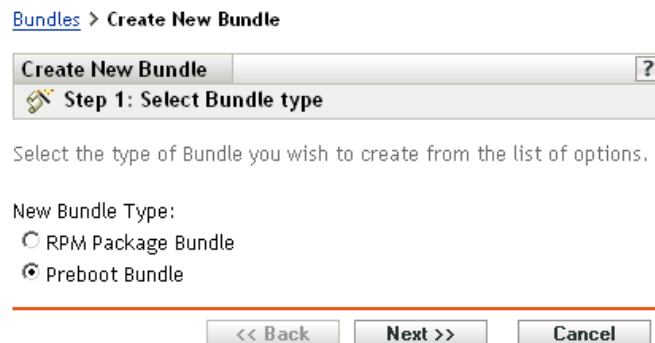 Bundles > Create New Bundle
Create New Bundle ?
Step 1: Select Bundle type
Select the type of Bundle you wish to create from the list of options.
New Bundle Type:
RPM Package Bundle
Preboot Bundle
<< Back Next >> Cancel